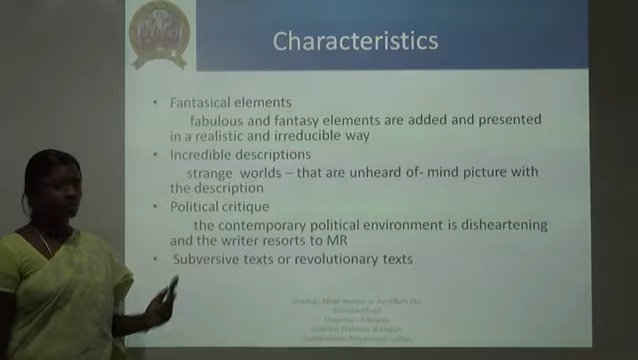 Characteristics
• Fantasical elements
fabulous and fantasy elements are added and presented
in a realistic and irreducible way
• Incredible descriptions
strange worlds – that are unheard of- mind picture with
the description
• Political critique
the contemporary political environment is disheartening
and the writer resorts to MR
• Subversive texts or revolutionary texts